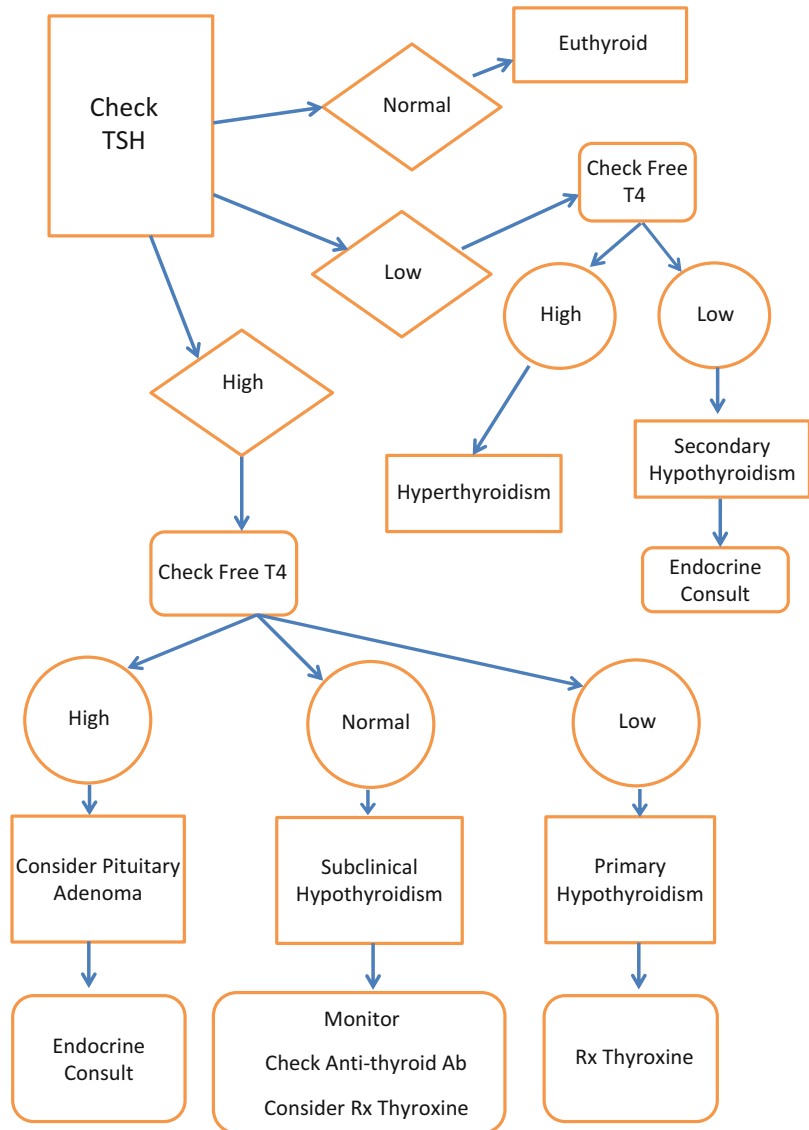 Check
TSH
Normal
Euthyroid
Low
Check Free
T4
High
Low
Hyperthyroidism
Secondary
Hypothyroidism
Endocrine
Consult
High
Check Free T4
High
Normal
Low
Consider Pituitary
Adenoma
Subclinical
Hypothyroidism
Primary
Hypothyroidism
Endocrine
Consult
Monitor
Check Anti-thyroid Ab
Consider Rx Thyroxine
Rx Thyroxine